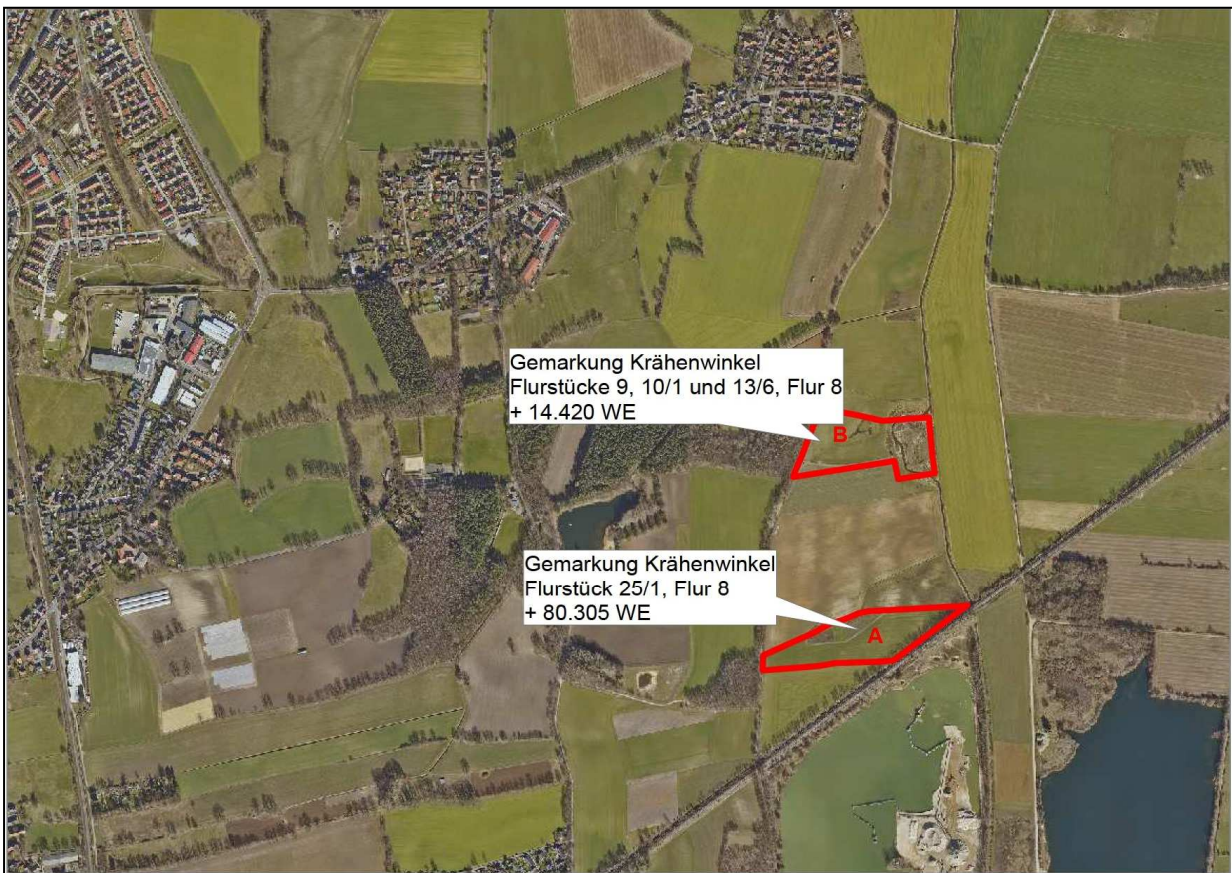 Gemarkung Krähenwinkel
Flurstücke 9, 10/1 und 13/6, Flur 8
+ 14.420 WE
B
Gemarkung Krähenwinkel
Flurstück 25/1, Flur 8
+ 80.305 WE
A